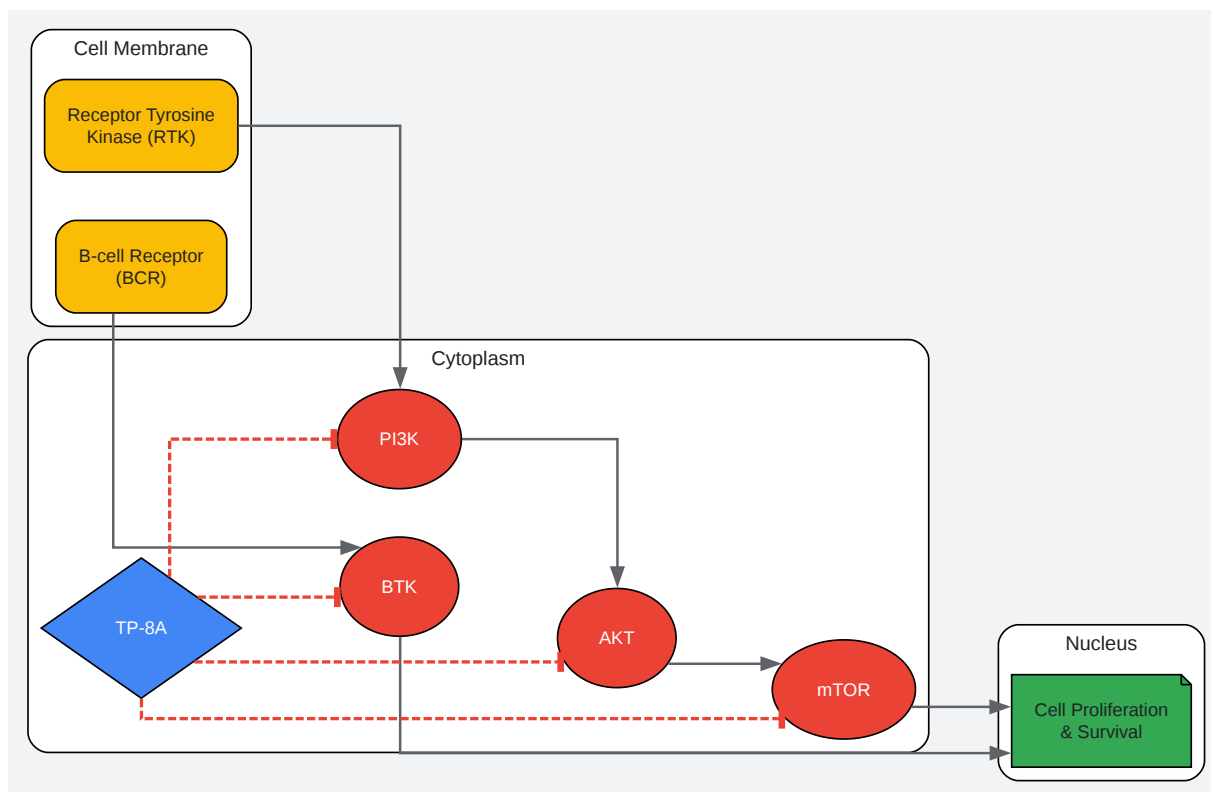 Cell Membrane
Receptor Tyrosine
Kinase (RTK)
B-cell Receptor
(BCR)
Cytoplasm
PI3K
BTK
TP-8A
AKT
mTOR
Nucleus
Cell Proliferation
& Survival